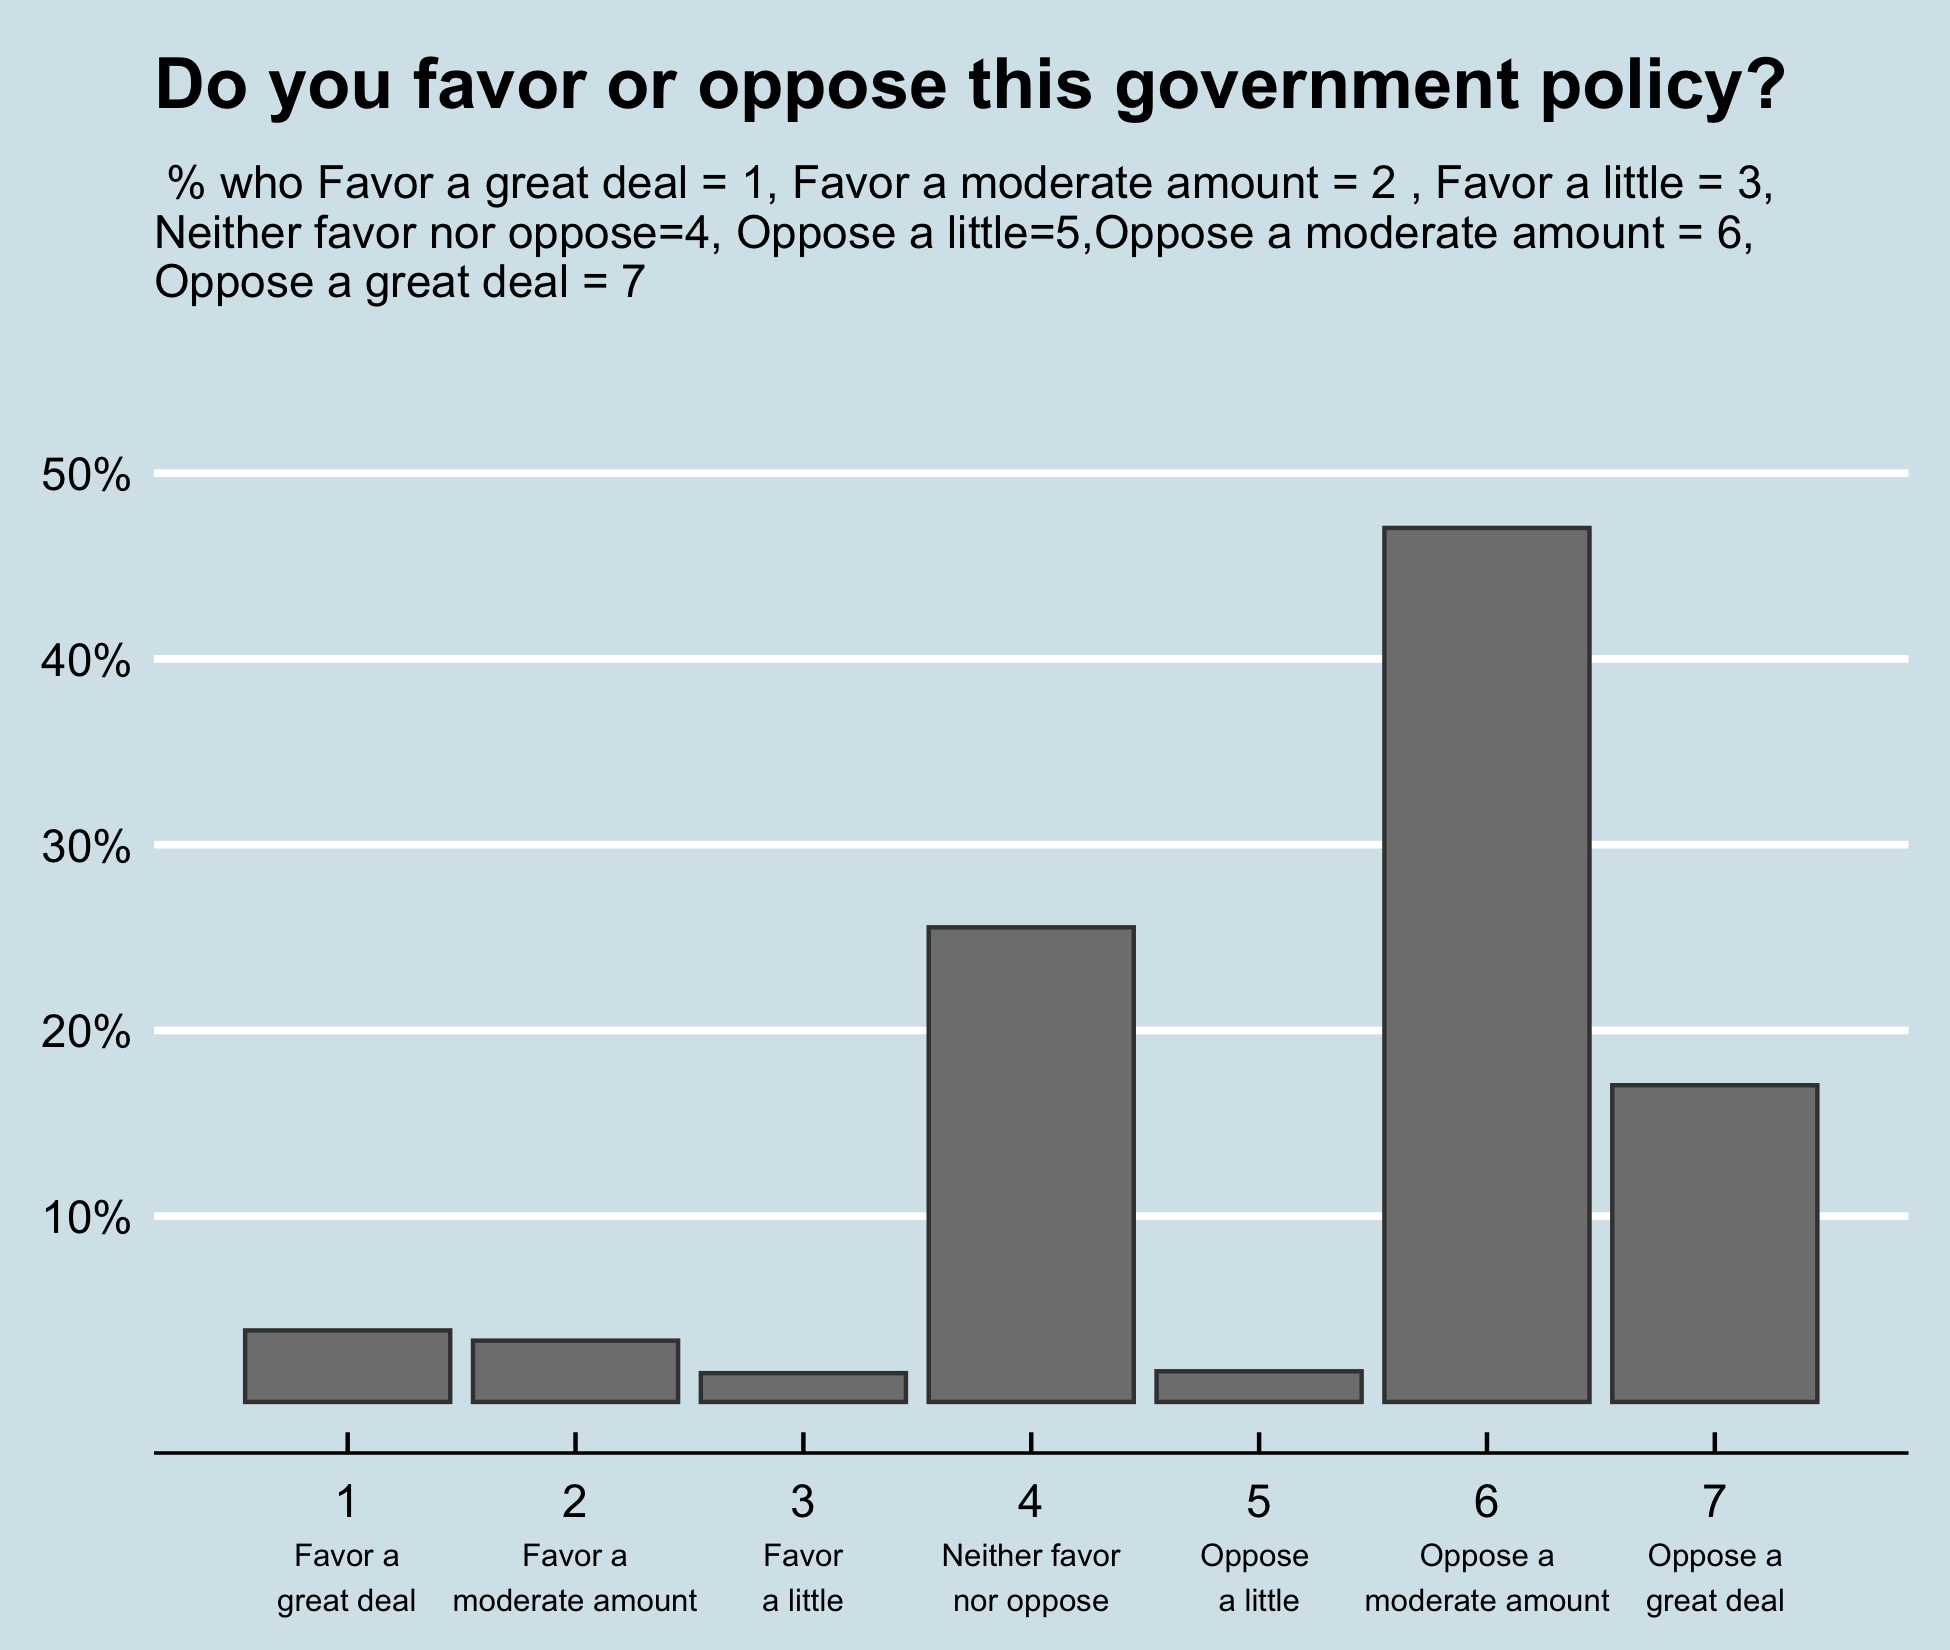 Do you favor or oppose this government policy?
% who Favor a great deal = 1, Favor a moderate amount = 2 , Favor a little = 3,
Neither favor nor oppose=4, Oppose a little=5,Oppose a moderate amount = 6,
Oppose a great deal = 7
50%
40%
30%
20%
10%
1 2 3 4 5 6 7
Favor a Favor a Favor Neither favor Oppose Oppose a Oppose a
great deal moderate amount a little nor oppose a little moderate amount great deal